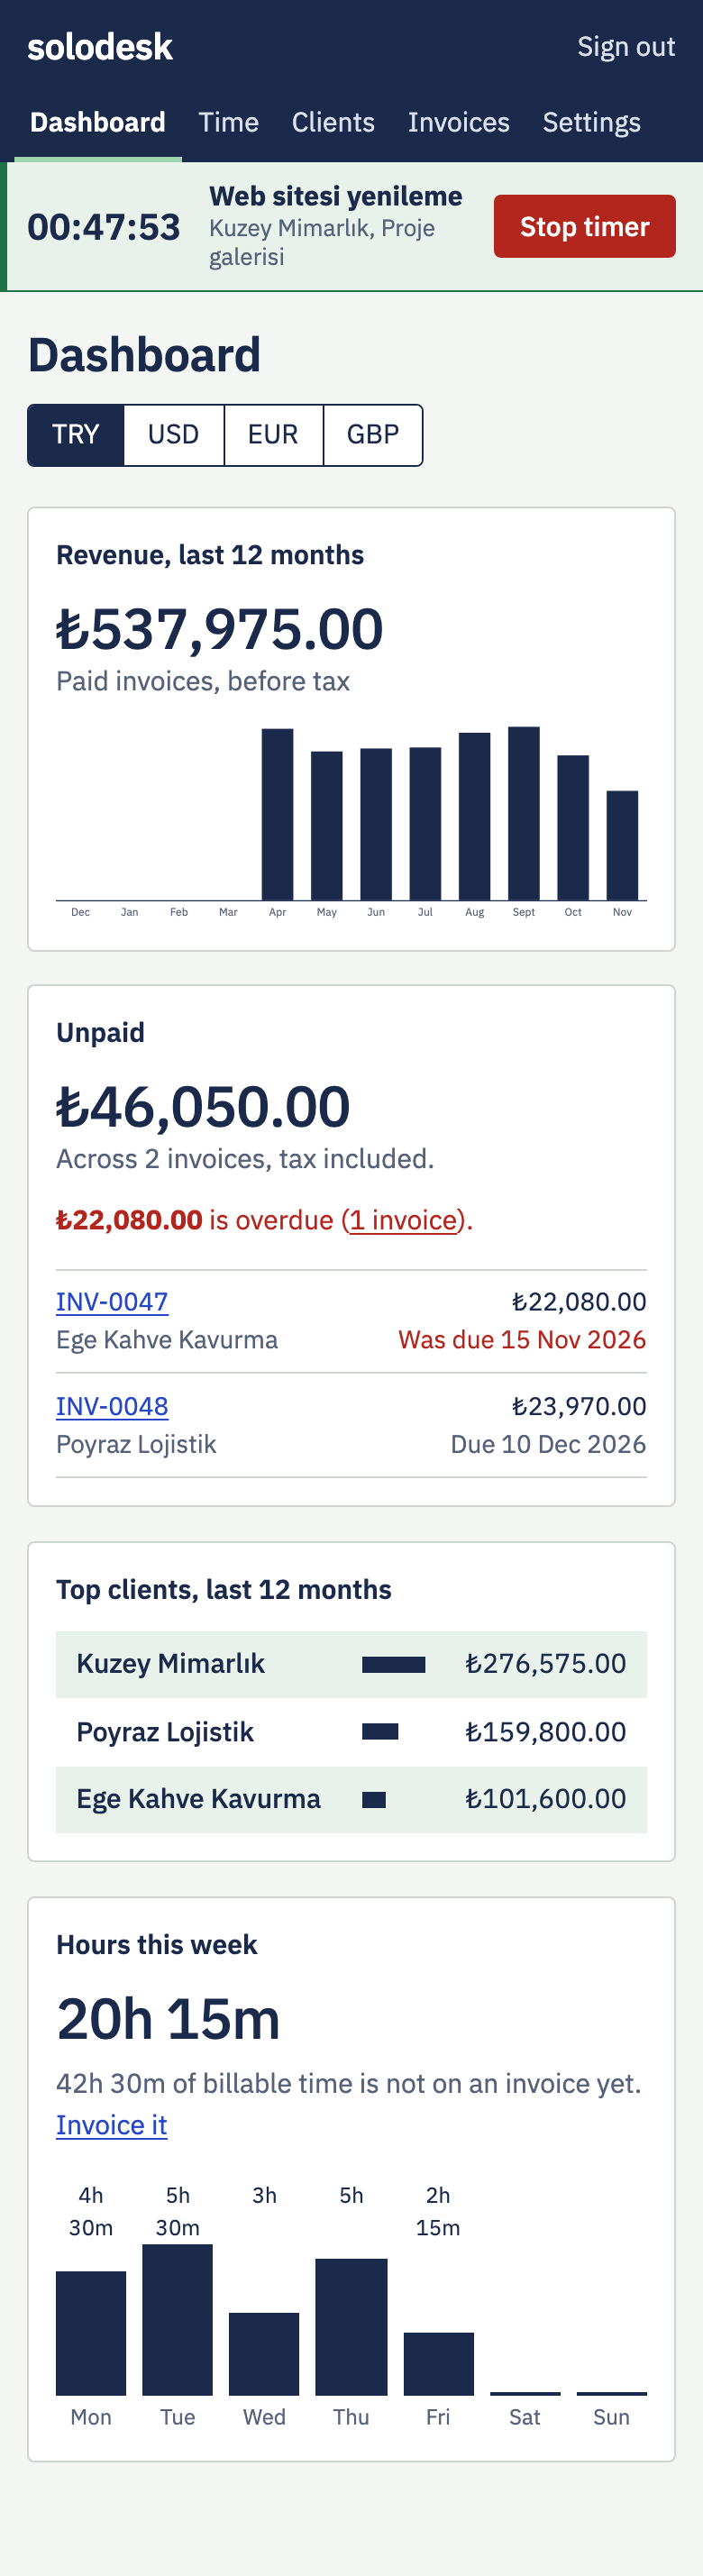 solodesk
Sign out
Dashboard Time Clients Invoices Settings
00:47:53
Web sitesi yenileme
Kuzey Mimarlık, Proje
galerisi
Stop timer
Dashboard
TRY USD EUR GBP
Revenue, last 12 months
₺537,975.00
Paid invoices, before tax
Dec Jan Feb Mar Apr May Jun Jul Aug Sept Oct Nov
Unpaid
₺46,050.00
Across 2 invoices, tax included.
₺22,080.00 is overdue (1 invoice).
INV-0047 ₺22,080.00
Ege Kahve Kavurma Was due 15 Nov 2026
INV-0048 ₺23,970.00
Poyraz Lojistik Due 10 Dec 2026
Top clients, last 12 months
Kuzey Mimarlık ₺276,575.00
Poyraz Lojistik ₺159,800.00
Ege Kahve Kavurma ₺101,600.00
Hours this week
20h 15m
42h 30m of billable time is not on an invoice yet.
Invoice it
4h 5h 3h 5h 2h
30m 30m 15m
Mon Tue Wed Thu Fri Sat Sun